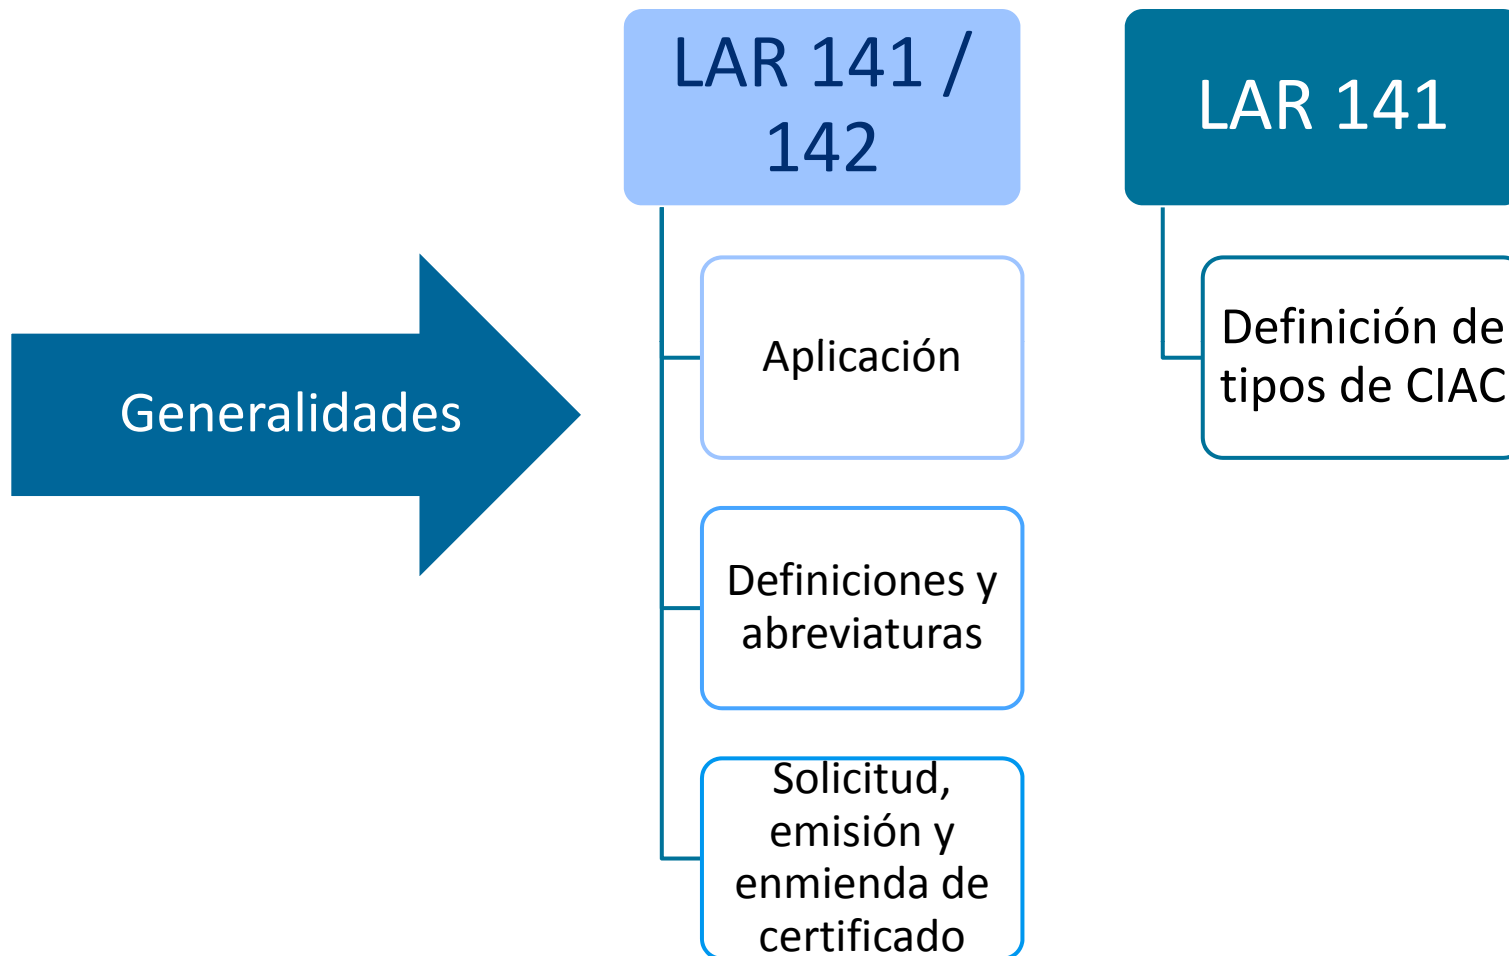 Generalidades
LAR 141 /
142
Aplicación
Definiciones y
abreviaturas
Solicitud,
emisión y
enmienda de
certificado
LAR 141
Definición de
tipos de CIAC